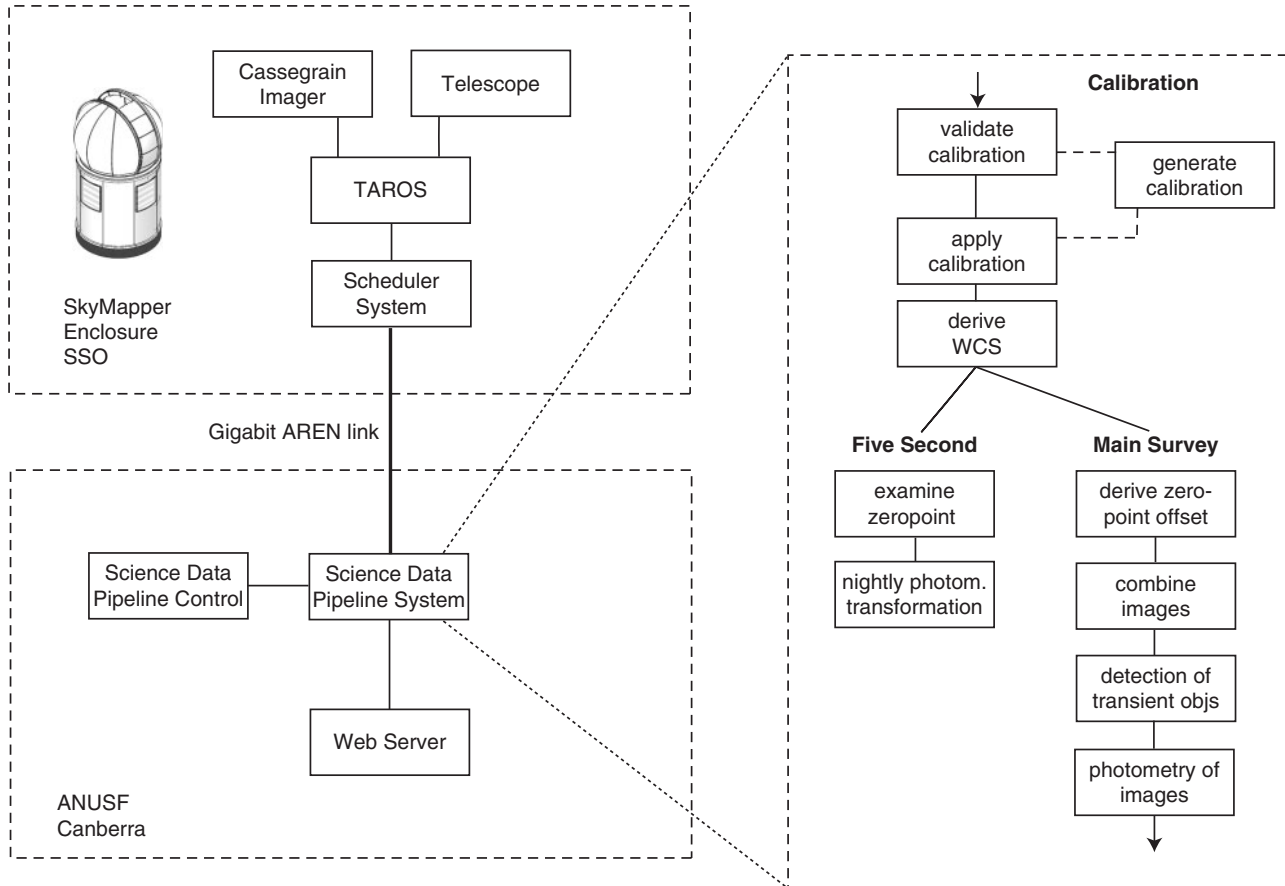 Cassegrain
Imager
Telescope
TAROS
Scheduler
System
SkyMapper
Enclosure
SSO
Gigabit AREN link
Science Data
Pipeline Control
Science Data
Pipeline System
Web Server
ANUSF
Canberra
Calibration
validate
calibration
generate
calibration
apply
calibration
derive
WCS
Five Second
examine
zeropoint
nightly photom.
transformation
Main Survey
derive zero-
point offset
combine
images
detection of
transient objs
photometry of
images